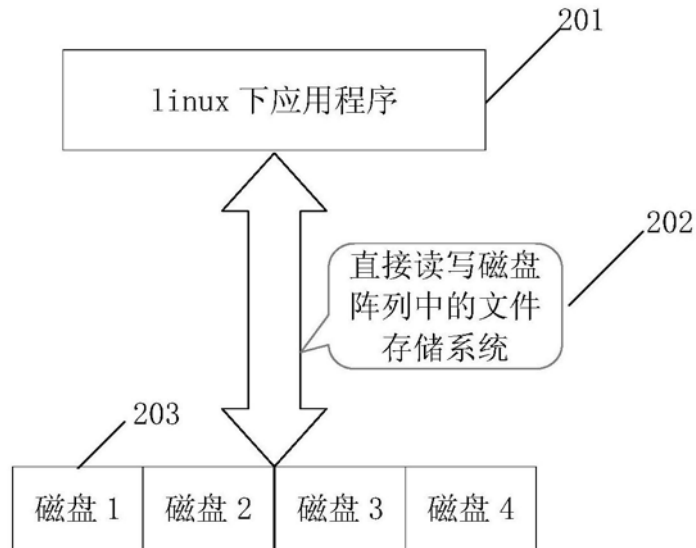 201
linux 下应用程序
202
直接读写磁盘
阵列中的文件
存储系统
203
磁盘 1 磁盘 2 磁盘 3 磁盘 4